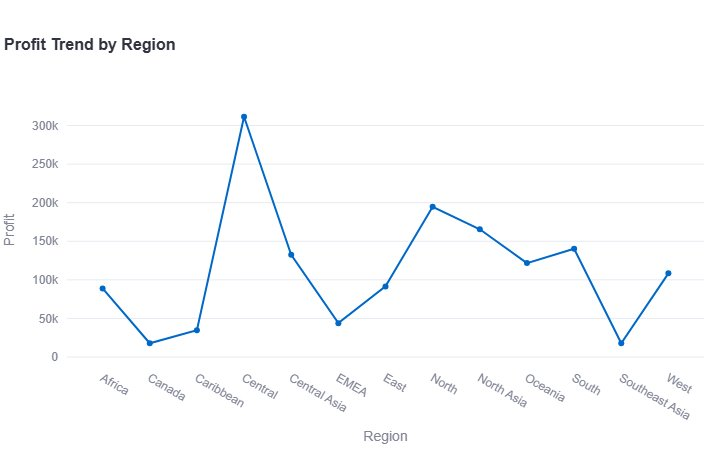 Profit Trend by Region
300k
250k
200k
150k
100k
50k
0
Profit
Africa
Canada
Caribbean
Central
Central Asia
EMEA
East
North
North Asia
Oceania
South
Southeast Asia
West
Region